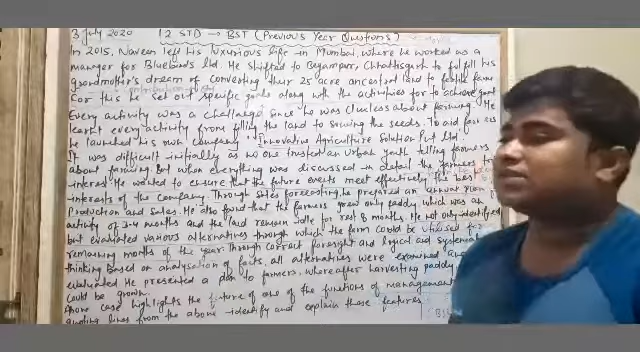 3 July 2020 12 STD → BST (Previous Year Questions)
In 2015, Naveen left his luxurious life in Mumbai, where he worked as a
manager for Bluebirds Ltd. He shifted to Begampur, Chhattisgarh to fulfill his
grandmother's dream of converting their 25 acre ancestral land to fertile farm
For this he set out specific goals along with the activities for to achieve goals
Every activity was a challenge since he was clueless about farming. He
learnt every activity from filling the land to sowing the seeds. To aid farmers
he launched his own company 'Innovative Agriculture Solution Pvt Ltd.'
It was difficult initially as no one trusted an Urban youth telling farmers
about farming. But when everything was discussed in detail the farmers
interest. He wanted to ensure that the future events meet effectively the best
interests of the company. Through sales forecasting, he prepared an annual plan
Production and sales. He also found that the farmers grew only paddy, which was an
activity of 3-4 months and the land remain idle for rest 8 months. He not only identified
but evaluated various alternatives through which the farm could be utilised for
remaining months of the year. Through correct foresight and logical and systematic
thinking based on analysation of facts, all alternatives were examined and
evaluated. He presented a plan to farmers, where after harvesting paddy
could be grown.
Above case highlights the future of one of the functions of management
quoting lines from the above identify and explain these features